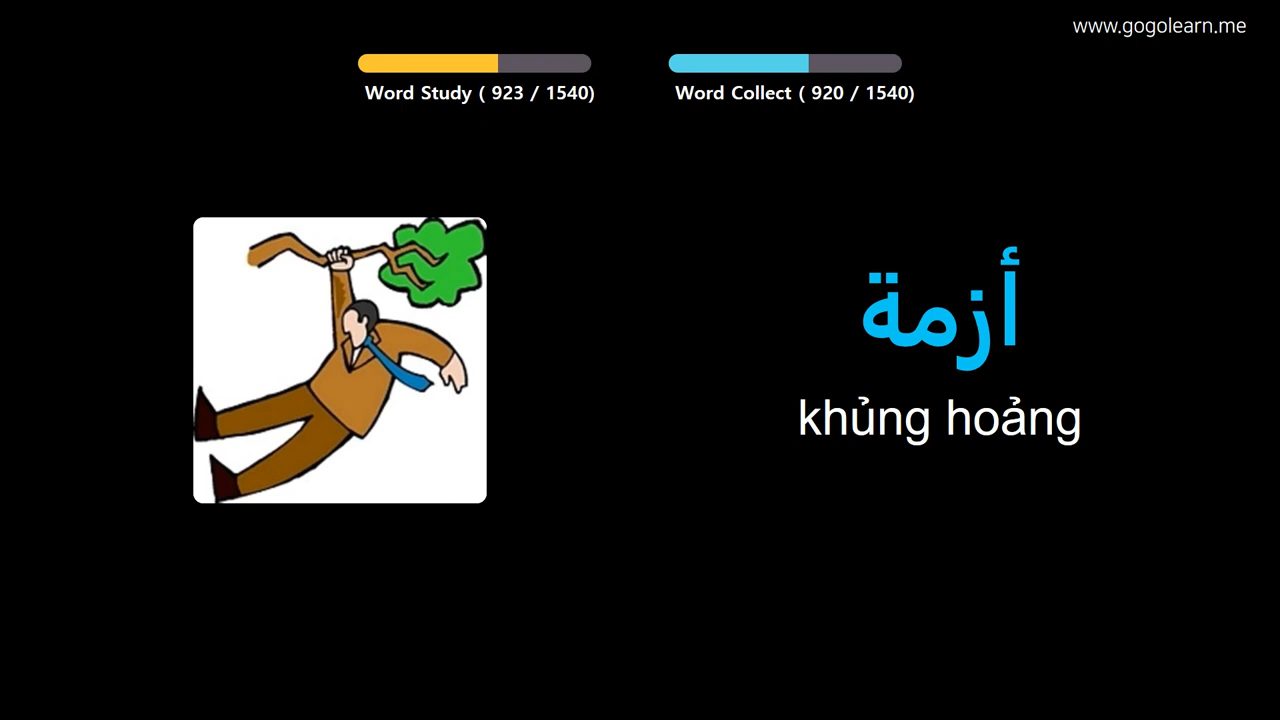 www.gogolearn.me
Word Study ( 923 / 1540)
Word Collect ( 920 / 1540)
أزمة
khủng hoảng